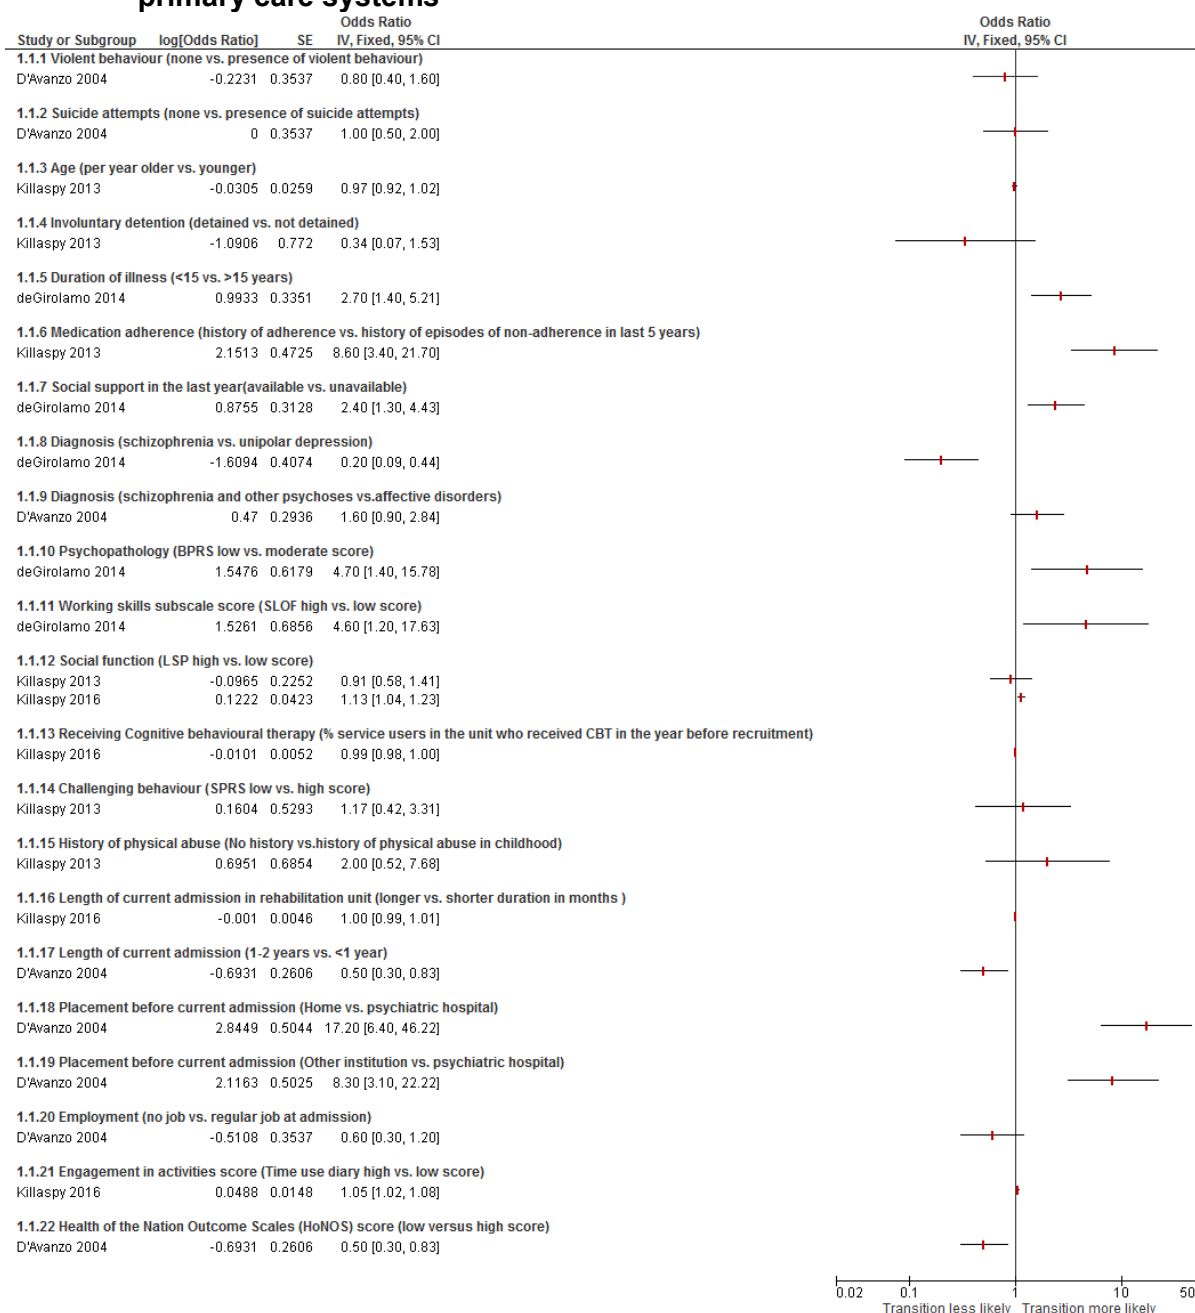 primary care systems
Odds Ratio Odds Ratio
Study or Subgroup log[Odds Ratio] SE IV, Fixed, 95% CI IV, Fixed, 95% CI
1.1.1 Violent behaviour (none vs. presence of violent behaviour)
D'Avanzo 2004 -0.2231 0.3537 0.80 [0.40, 1.60]
1.1.2 Suicide attempts (none vs. presence of suicide attempts)
D'Avanzo 2004 0 0.3537 1.00 [0.50, 2.00]
1.1.3 Age (per year older vs. younger)
Killaspy 2013 -0.0305 0.0259 0.97 [0.92, 1.02]
1.1.4 Involuntary detention (detained vs. not detained)
Killaspy 2013 -1.0906 0.772 0.34 [0.07, 1.53]
1.1.5 Duration of illness (<15 vs. >15 years)
deGirolamo 2014 0.9933 0.3351 2.70 [1.40, 5.21]
1.1.6 Medication adherence (history of adherence vs. history of episodes of non-adherence in last 5 years)
Killaspy 2013 2.1513 0.4725 8.60 [3.40, 21.70]
1.1.7 Social support in the last year(available vs. unavailable)
deGirolamo 2014 0.8755 0.3128 2.40 [1.30, 4.43]
1.1.8 Diagnosis (schizophrenia vs. unipolar depression)
deGirolamo 2014 -1.6094 0.4074 0.20 [0.09, 0.44]
1.1.9 Diagnosis (schizophrenia and other psychoses vs.affective disorders)
D'Avanzo 2004 0.47 0.2936 1.60 [0.90, 2.84]
1.1.10 Psychopathology (BPRS low vs. moderate score)
deGirolamo 2014 1.5476 0.6179 4.70 [1.40, 15.78]
1.1.11 Working skills subscale score (SLOF high vs. low score)
deGirolamo 2014 1.5261 0.6856 4.60 [1.20, 17.63]
1.1.12 Social function (LSP high vs. low score)
Killaspy 2013 -0.0965 0.2252 0.91 [0.58, 1.41]
Killaspy 2016 0.1222 0.0423 1.13 [1.04, 1.23]
1.1.13 Receiving Cognitive behavioural therapy (% service users in the unit who received CBT in the year before recruitment)
Killaspy 2016 -0.0101 0.0052 0.99 [0.98, 1.00]
1.1.14 Challenging behaviour (SPRS low vs. high score)
Killaspy 2013 0.1604 0.5293 1.17 [0.42, 3.31]
1.1.15 History of physical abuse (No history vs.history of physical abuse in childhood)
Killaspy 2013 0.6951 0.6854 2.00 [0.52, 7.68]
1.1.16 Length of current admission in rehabilitation unit (longer vs. shorter duration in months )
Killaspy 2016 -0.001 0.0046 1.00 [0.99, 1.01]
1.1.17 Length of current admission (1-2 years vs. <1 year)
D'Avanzo 2004 -0.6931 0.2606 0.50 [0.30, 0.83]
1.1.18 Placement before current admission (Home vs. psychiatric hospital)
D'Avanzo 2004 2.8449 0.5044 17.20 [6.40, 46.22]
1.1.19 Placement before current admission (Other institution vs. psychiatric hospital)
D'Avanzo 2004 2.1163 0.5025 8.30 [3.10, 22.22]
1.1.20 Employment (no job vs. regular job at admission)
D'Avanzo 2004 -0.5108 0.3537 0.60 [0.30, 1.20]
1.1.21 Engagement in activities score (Time use diary high vs. low score)
Killaspy 2016 0.0488 0.0148 1.05 [1.02, 1.08]
1.1.22 Health of the Nation Outcome Scales (HoNOS) score (low versus high score)
D'Avanzo 2004 -0.6931 0.2606 0.50 [0.30, 0.83]
0.02 0.1 1 10 50
Transition less likely Transition more likely